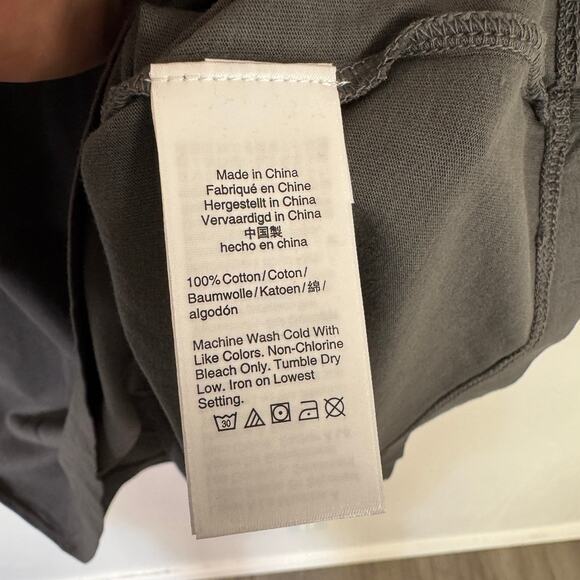 Made in China
Fabriqué en Chine
Hergestellt in China
Vervaardigd in China
中国製
hecho en china
100% Cotton/Coton/
Baumwolle/Katoen/綿/
algodón
Machine Wash Cold With
Like Colors. Non-Chlorine
Bleach Only. Tumble Dry
Low. Iron on Lowest
Setting.
30